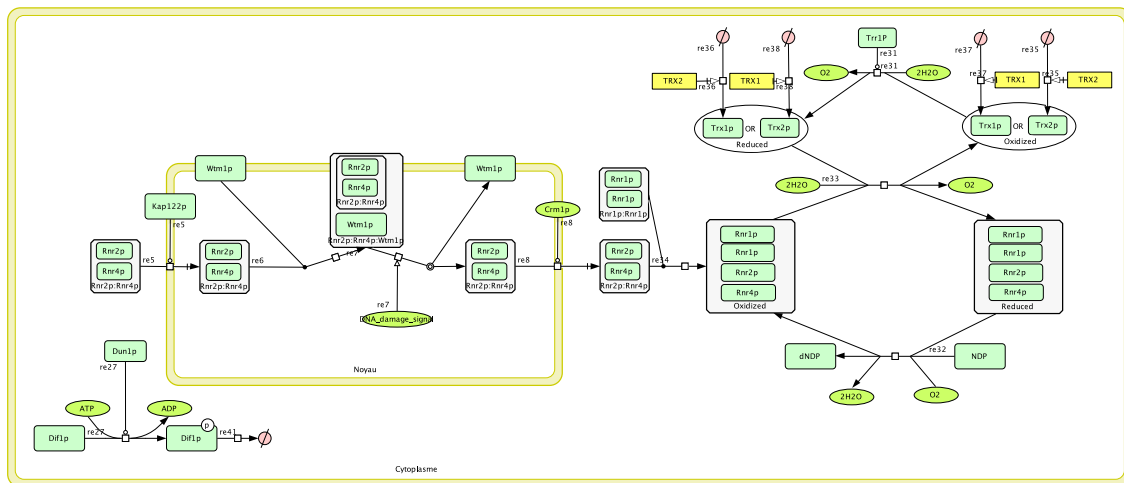 re36
re38
Trr1P
re31
re37
re35
O2
re31
2H2O
TRX2
re36
TRX1
re38
re37
TRX1
re35
TRX2
Trx1p
OR
Trx2p
Reduced
Trx1p
OR
Trx2p
Oxidized
Wtm1p
Rnr2p
Rnr4p
Rnr2p:Rnr4p
Wtm1p
Rnr2p:Rnr4p:Wtm1p
Wtm1p
Rnr1p
Rnr1p
Rnr1p:Rnr1p
2H2O
re33
O2
Kap122p
re5
Crm1p
re8
Rnr2p
Rnr4p
Rnr2p:Rnr4p
re5
Rnr2p
Rnr4p
Rnr2p:Rnr4p
re6
re7
Rnr2p
Rnr4p
Rnr2p:Rnr4p
re8
Rnr2p
Rnr4p
Rnr2p:Rnr4p
re34
Rnr1p
Rnr1p
Rnr2p
Rnr4p
Oxidized
Rnr1p
Rnr1p
Rnr2p
Rnr4p
Reduced
re7
DNA_damage_signal
Dun1p
re27
Noyau
dNDP
re32
NDP
2H2O
O2
ATP
ADP
Dif1p
re27
Dif1p
P
re41
Cytoplasme